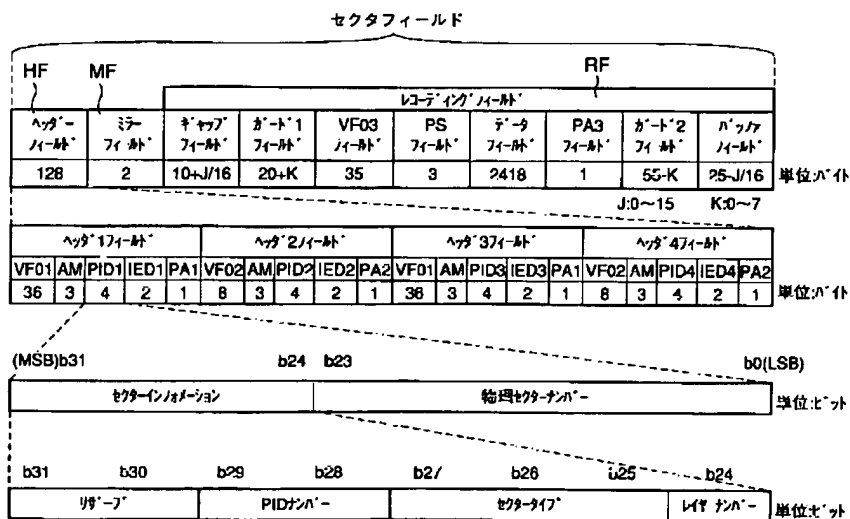 セクタフィールド
HF MF RF
レコーディングフィールド
ヘッダー フィールド ミラー フィールド ギャップ フィールド ガード1 フィールド VFO3 フィールド PS フィールド データ フィールド PA3 フィールド ガード2 フィールド バッファ フィールド
128 2 10+J/16 20+K 35 3 2418 1 55-K 25-J/16 単位:バイト
J:0～15 K:0～7
ヘッダ1フィールド ヘッダ2フィールド ヘッダ3フィールド ヘッダ4フィールド
VFO1 AM PID1 IED1 PA1 VFO2 AM PID2 IED2 PA2 VFO1 AM PID3 IED3 PA1 VFO2 AM PID4 IED4 PA2
36 3 4 2 1 8 3 4 2 1 36 3 4 2 1 8 3 4 2 1 単位:バイト
(MSB)b31 b24 b23 b0(LSB)
セクターインフォメーション 物理セクターナンバー 単位:ビット
b31 b30 b29 b28 b27 b26 b25 b24
リザーブ PIDナンバー セクタータイプ レイヤ ナンバー 単位:ビット